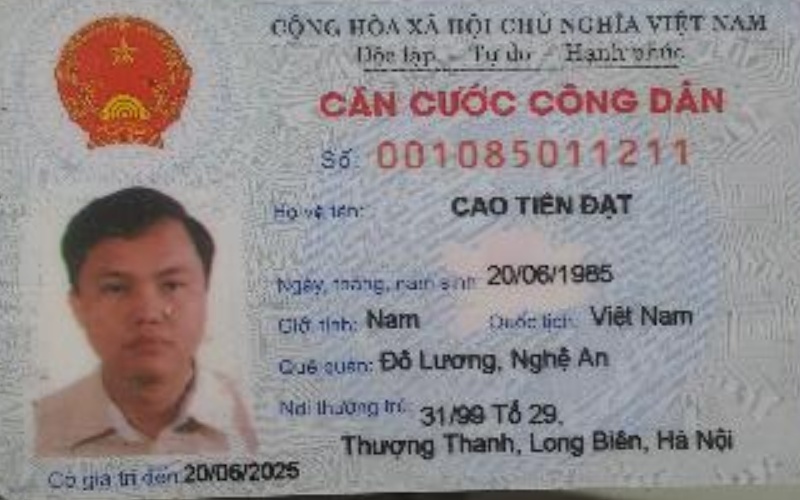 CỘNG HÒA XÃ HỘI CHỦ NGHĨA VIỆT NAM
Độc lập - Tự do - Hạnh phúc
CĂN CƯỚC CÔNG DÂN
Số: 001085011211
Họ và tên: CAO TIẾN ĐẠT
Ngày, tháng, năm sinh: 20/06/1985
Giới tính: Nam Quốc tịch: Việt Nam
Quê quán: Đô Lương, Nghệ An
Nơi thường trú: 31/99 Tổ 29,
Thượng Thanh, Long Biên, Hà Nội
Có giá trị đến: 20/06/2025